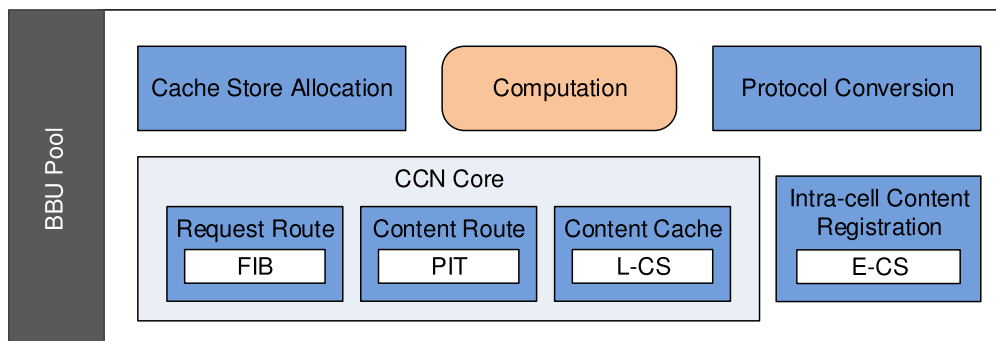 BBU Pool
Cache Store Allocation
Computation
Protocol Conversion
CCN Core
Request Route
FIB
Content Route
PIT
Content Cache
L-CS
Intra-cell Content
Registration
E-CS